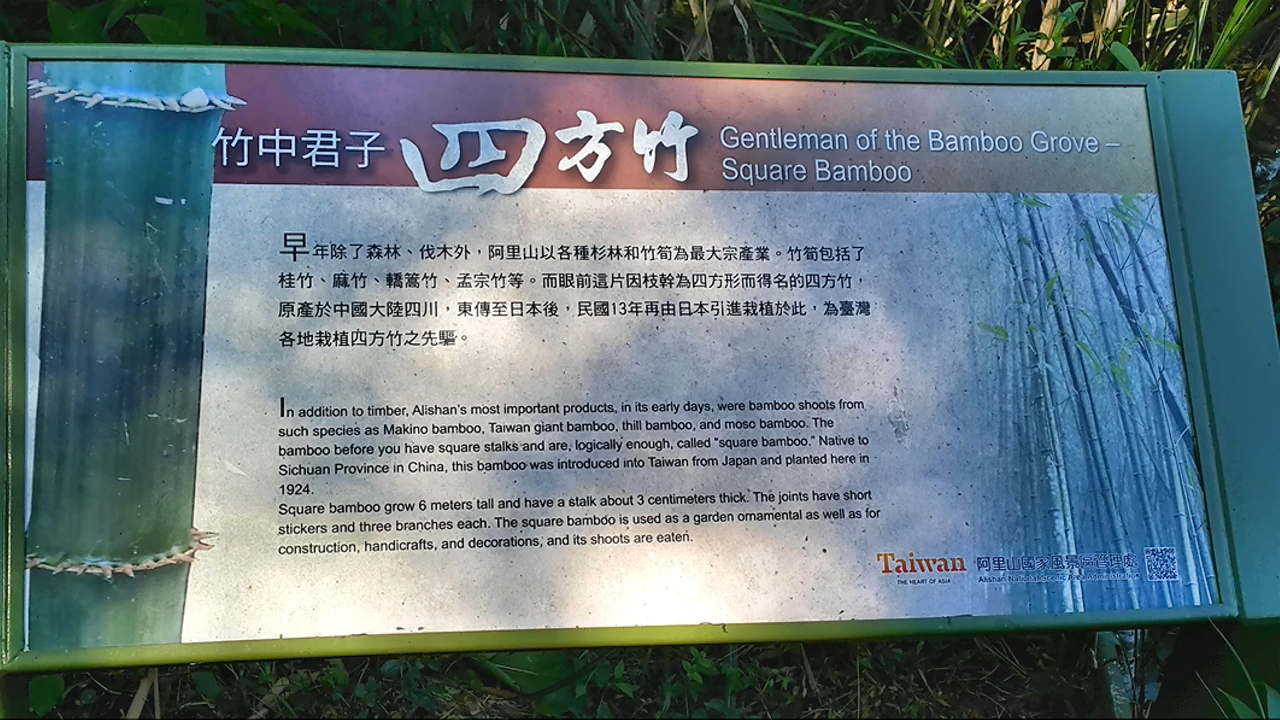 竹中君子 四方竹
Gentleman of the Bamboo Grove –
Square Bamboo
早年除了森林、伐木外，阿里山以各種杉林和竹筍為最大宗產業。竹筍包括了
桂竹、麻竹、轎篙竹、孟宗竹等。而眼前這片因枝幹為四方形而得名的四方竹，
原產於中國大陸四川，東傳至日本後，民國13年再由日本引進栽植於此，為臺灣
各地栽植四方竹之先驅。
In addition to timber, Alishan's most important products, in its early days, were bamboo shoots from
such species as Makino bamboo, Taiwan giant bamboo, thill bamboo, and moso bamboo. The
bamboo before you have square stalks and are, logically enough, called "square bamboo." Native to
Sichuan Province in China, this bamboo was introduced into Taiwan from Japan and planted here in
1924.
Square bamboo grow 6 meters tall and have a stalk about 3 centimeters thick. The joints have short
stickers and three branches each. The square bamboo is used as a garden ornamental as well as for
construction, handicrafts, and decorations, and its shoots are eaten.
Taiwan
THE HEART OF ASIA
阿里山國家風景區管理處
Alishan National Scenic Area Administration